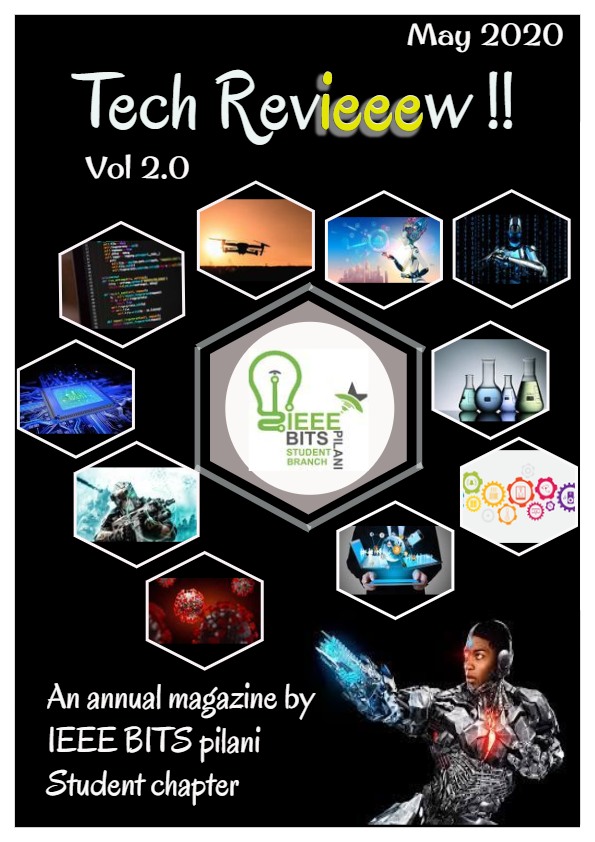 May 2020
Tech Revieeew !!
Vol 2.0
IEEE
BITS
STUDENT
BRANCH
PILANI
An annual magazine by
IEEE BITS pilani
Student chapter